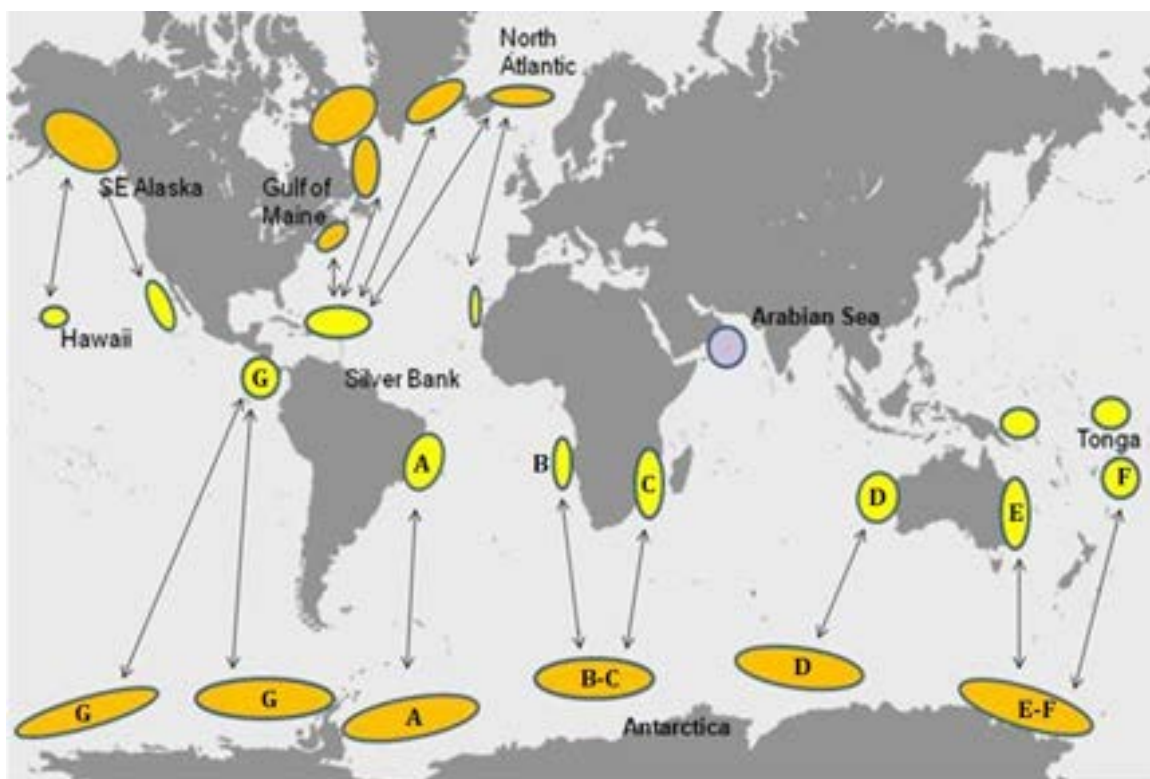 North
Atlantic
SE Alaska
Gulf of
Maine
Hawaii
Arabian Sea
Silver Bank
G
A
B
C
D
E
Tonga
F
G
G
A
B-C
D
E-F
Antarctica